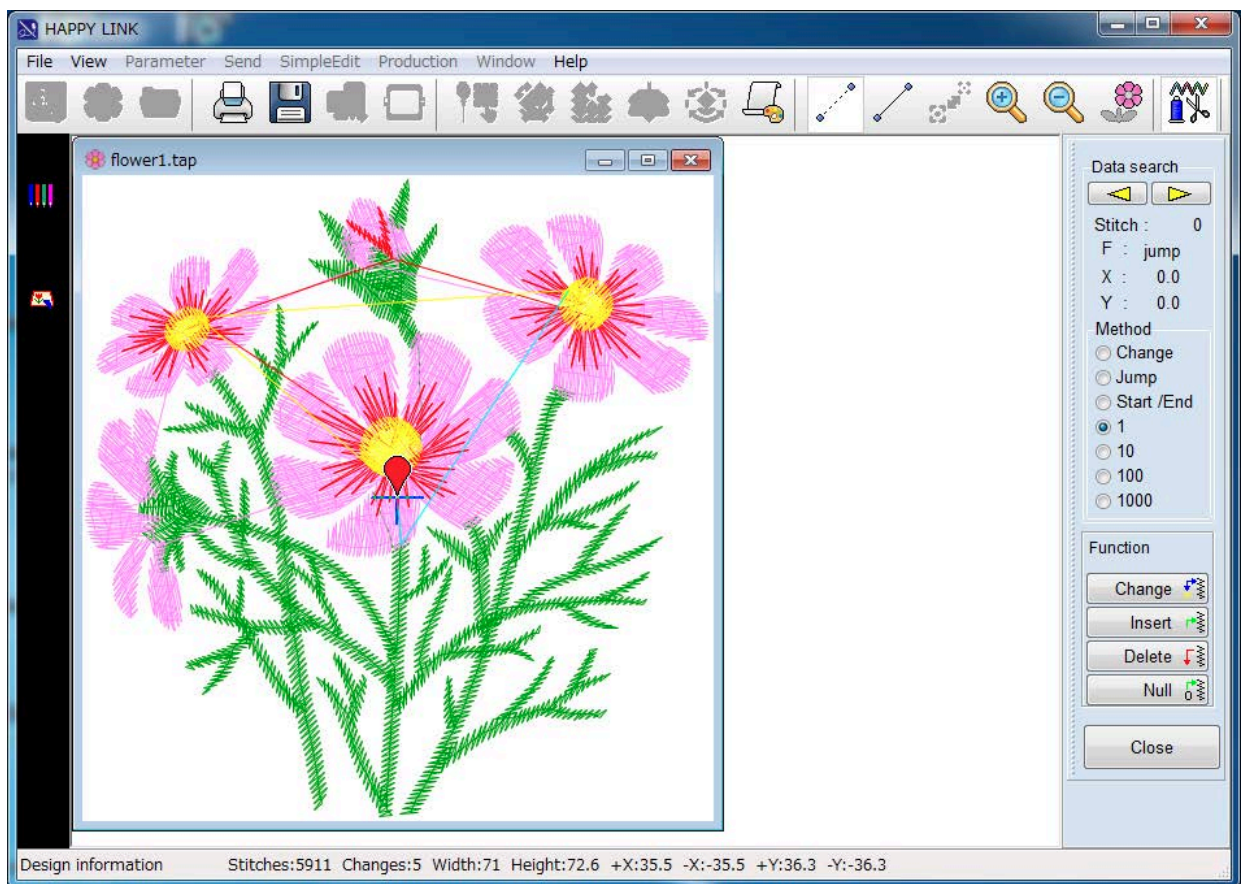 HAPPY LINK
File View Parameter Send SimpleEdit Production Window Help
flower1.tap
Data search
Stitch : 0
F : jump
X : 0.0
Y : 0.0
Method
Change
Jump
Start /End
1
10
100
1000
Function
Change
Insert
Delete
Null
Close
Design information Stitches:5911 Changes:5 Width:71 Height:72.6 +X:35.5 -X:-35.5 +Y:36.3 -Y:-36.3